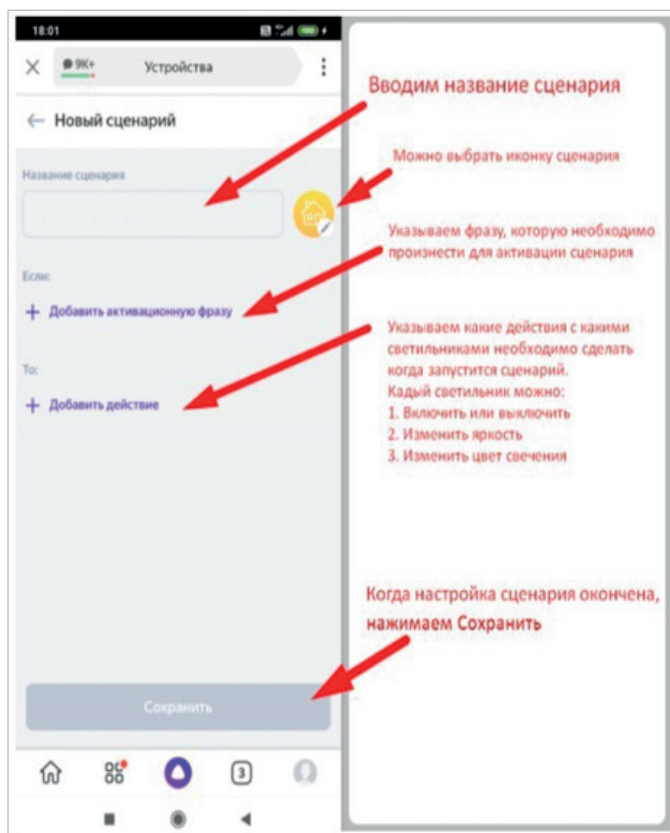 18:01
9K+
Устройства
Новый сценарий
Название сценария
Если:
+ Добавить активационную фразу
То:
+ Добавить действие
Сохранить
3
Вводим название сценария
Можно выбрать иконку сценария
Указываем фразу, которую необходимо
произнести для активации сценария
Указываем какие действия с какими
светильниками необходимо сделать
когда запустится сценарий.
Кадый светильник можно:
1. Включить или выключить
2. Изменить яркость
3. Изменить цвет свечения
Когда настройка сценария окончена,
нажимаем Сохранить